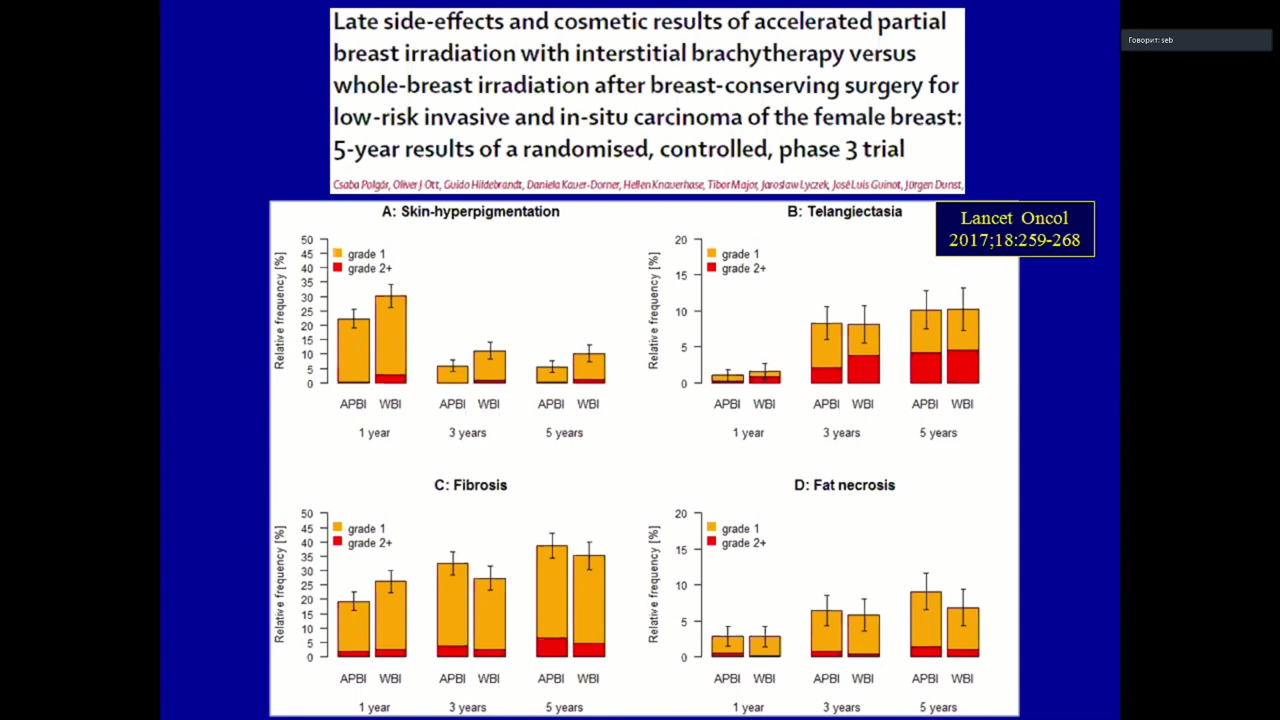 Late side-effects and cosmetic results of accelerated partial
breast irradiation with interstitial brachytherapy versus
whole-breast irradiation after breast-conserving surgery for
low-risk invasive and in-situ carcinoma of the female breast:
5-year results of a randomised, controlled, phase 3 trial
Csaba Polgár, Oliver J Ott, Guido Hildebrandt, Daniela Kauer-Dorner, Hellen Knauerhase, Tibor Major, Jarosław Lyczek, José Luis Guinot, Jürgen Dunst,
Говорит: seb
Lancet Oncol
2017;18:259-268
A: Skin-hyperpigmentation
Relative frequency [%]
50
45
40
35
30
25
20
15
10
5
0
grade 1
grade 2+
APBI WBI APBI WBI APBI WBI
1 year 3 years 5 years
B: Telangiectasia
Relative frequency [%]
20
15
10
5
0
grade 1
grade 2+
APBI WBI APBI WBI APBI WBI
1 year 3 years 5 years
C: Fibrosis
Relative frequency [%]
50
45
40
35
30
25
20
15
10
5
0
grade 1
grade 2+
APBI WBI APBI WBI APBI WBI
1 year 3 years 5 years
D: Fat necrosis
Relative frequency [%]
20
15
10
5
0
grade 1
grade 2+
APBI WBI APBI WBI APBI WBI
1 year 3 years 5 years